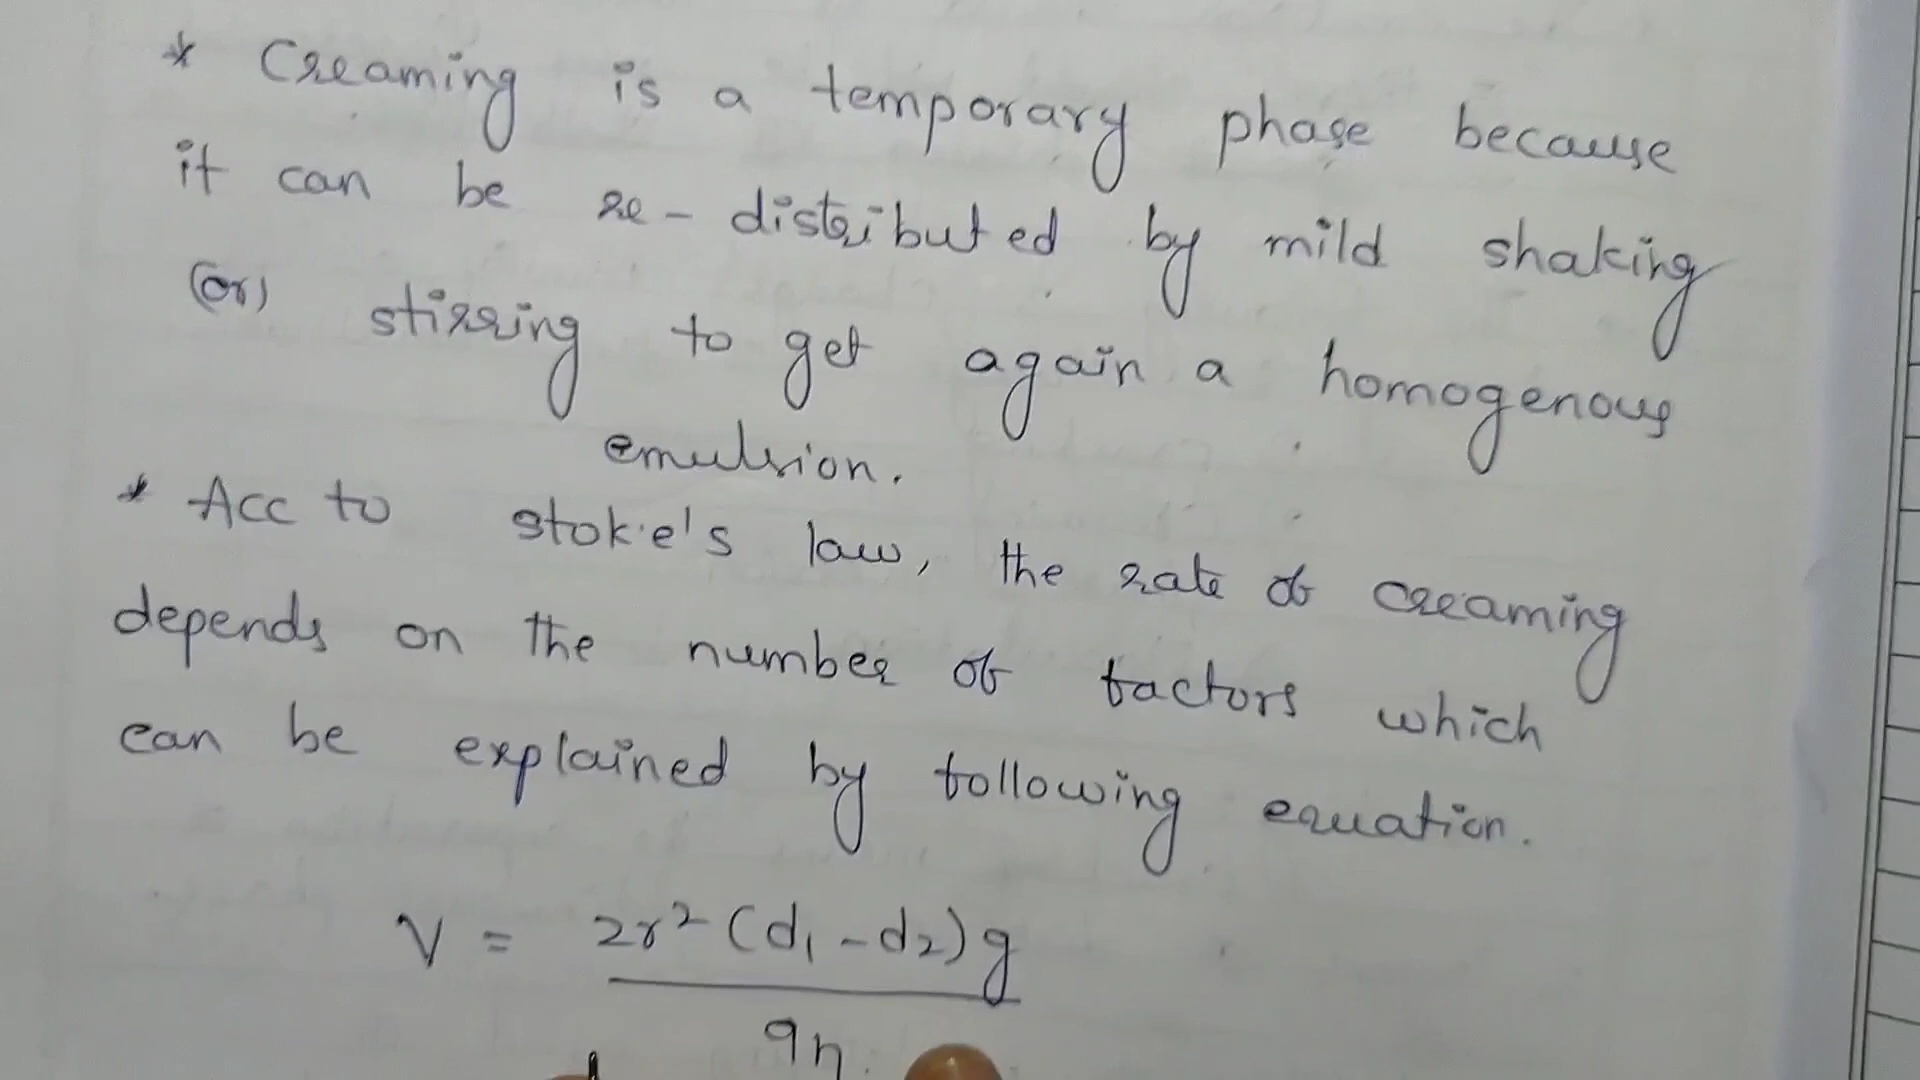 * Creaming is a temporary phase because
it can be re-distributed by mild shaking
(or) stirring to get again a homogenous
emulsion.
* Acc to stoke's law, the rate of creaming
depends on the number of factors which
can be explained by following equation.
V = 2r² (d₁ - d₂) g
9η